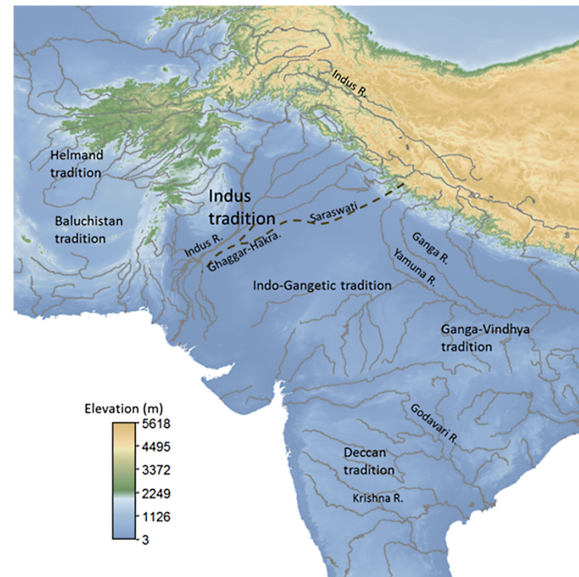 Indus R.
Helmand
tradition
Baluchistan
tradition
Indus
tradition
Saraswati
Indus R.
Ghaggar-Hakra.
Ganga R.
Yamuna R.
Indo-Gangetic tradition
Ganga-Vindhya
tradition
Elevation (m)
5618
4495
3372
2249
1126
3
Godavari R.
Deccan
tradition
Krishna R.